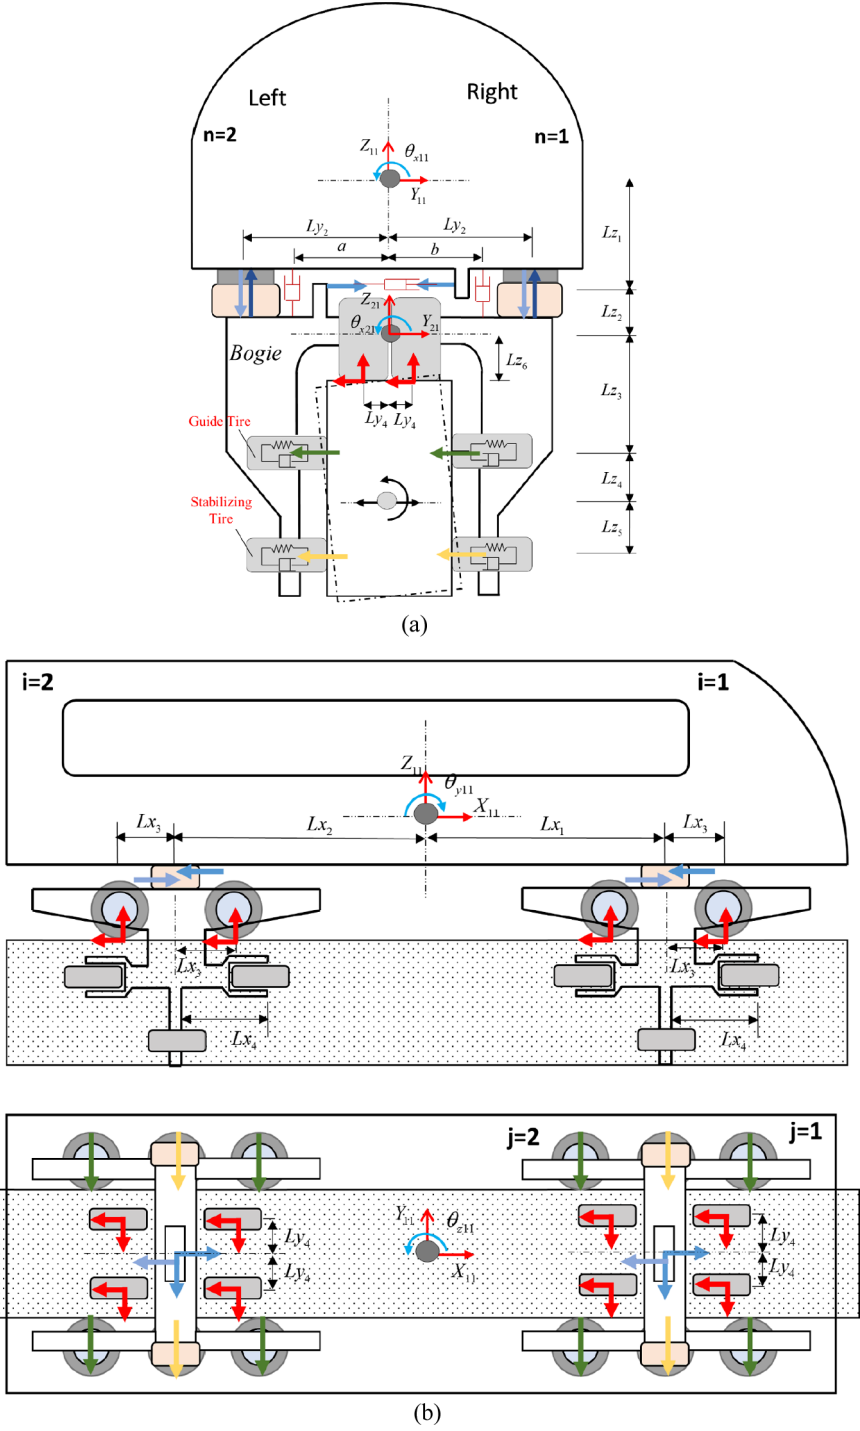 Left
Right
n=2
n=1
Z₁₁
θₓ₁₁
Y₁₁
Ly₂
Ly₂
a
b
Lz₁
Lz₂
Z₂₁
θₓ₂₁
Y₂₁
Bogie
Lz₆
Lz₃
Ly₄
Ly₄
Guide Tire
Lz₄
Stabilizing
Tire
Lz₅
(a)
i=2
i=1
Z₁₁
θy₁₁
X₁₁
Lx₃
Lx₂
Lx₁
Lx₃
Lx₃
Lx₃
Lx₄
Lx₄
j=2
j=1
Y₁₁
θz₁₁
Ly₄
Ly₄
X₁₁
Ly₄
Ly₄
(b)